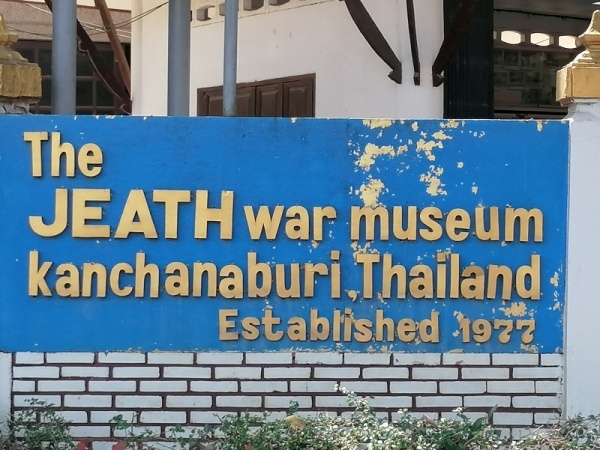 The
JEATH war museum
kanchanaburi Thailand
Established 1977